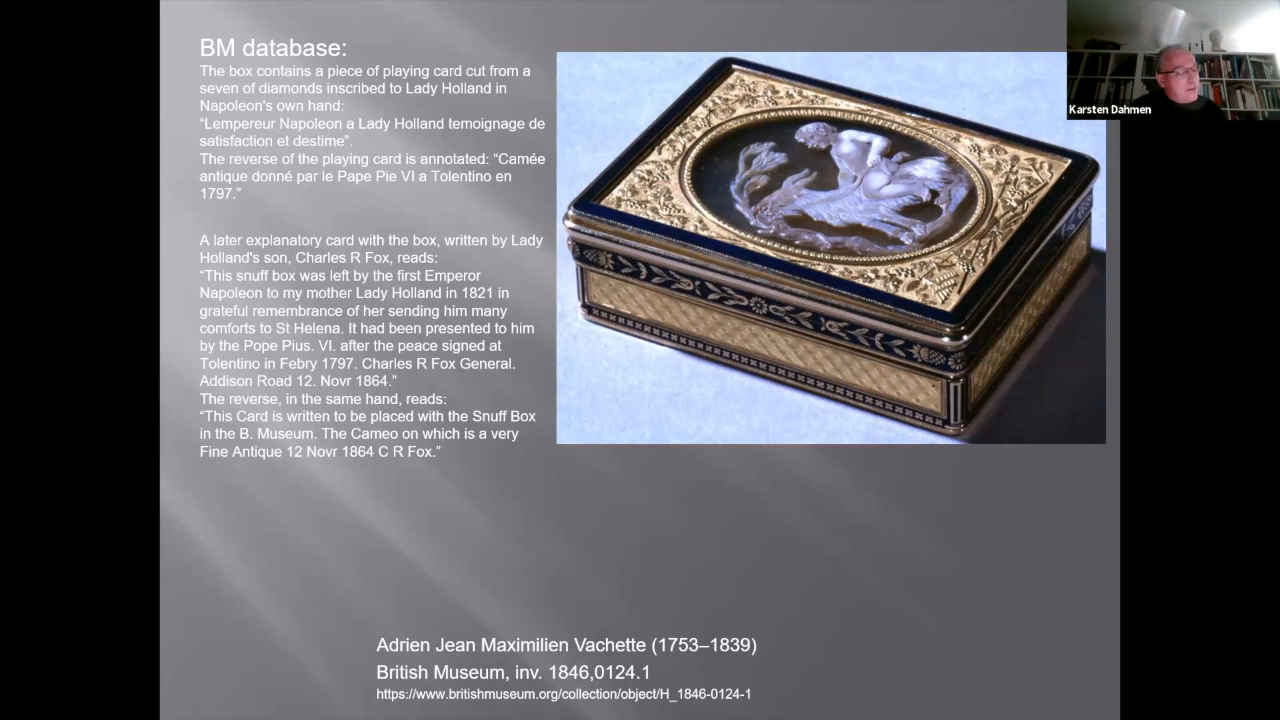 BM database:
The box contains a piece of playing card cut from a
seven of diamonds inscribed to Lady Holland in
Napoleon's own hand:
“Lempereur Napoleon a Lady Holland temoignage de
satisfaction et destime”.
The reverse of the playing card is annotated: “Camée
antique donné par le Pape Pie VI a Tolentino en
1797.”
A later explanatory card with the box, written by Lady
Holland's son, Charles R Fox, reads:
“This snuff box was left by the first Emperor
Napoleon to my mother Lady Holland in 1821 in
grateful remembrance of her sending him many
comforts to St Helena. It had been presented to him
by the Pope Pius. VI. after the peace signed at
Tolentino in Febry 1797. Charles R Fox General.
Addison Road 12. Novr 1864.”
The reverse, in the same hand, reads:
“This Card is written to be placed with the Snuff Box
in the B. Museum. The Cameo on which is a very
Fine Antique 12 Novr 1864 C R Fox.”
Karsten Dahmen
Adrien Jean Maximilien Vachette (1753–1839)
British Museum, inv. 1846,0124.1
https://www.britishmuseum.org/collection/object/H_1846-0124-1